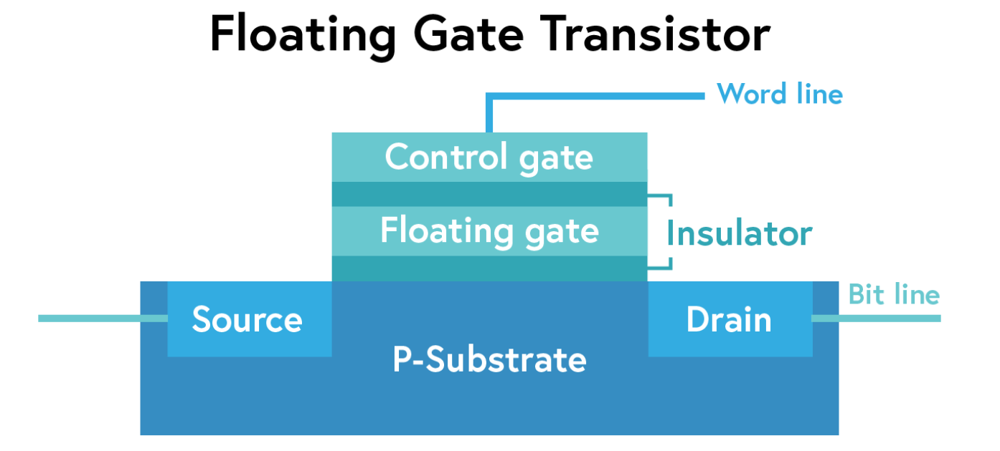 Floating Gate Transistor
Word line
Control gate
Floating gate
Insulator
Bit line
Source
Drain
P-Substrate